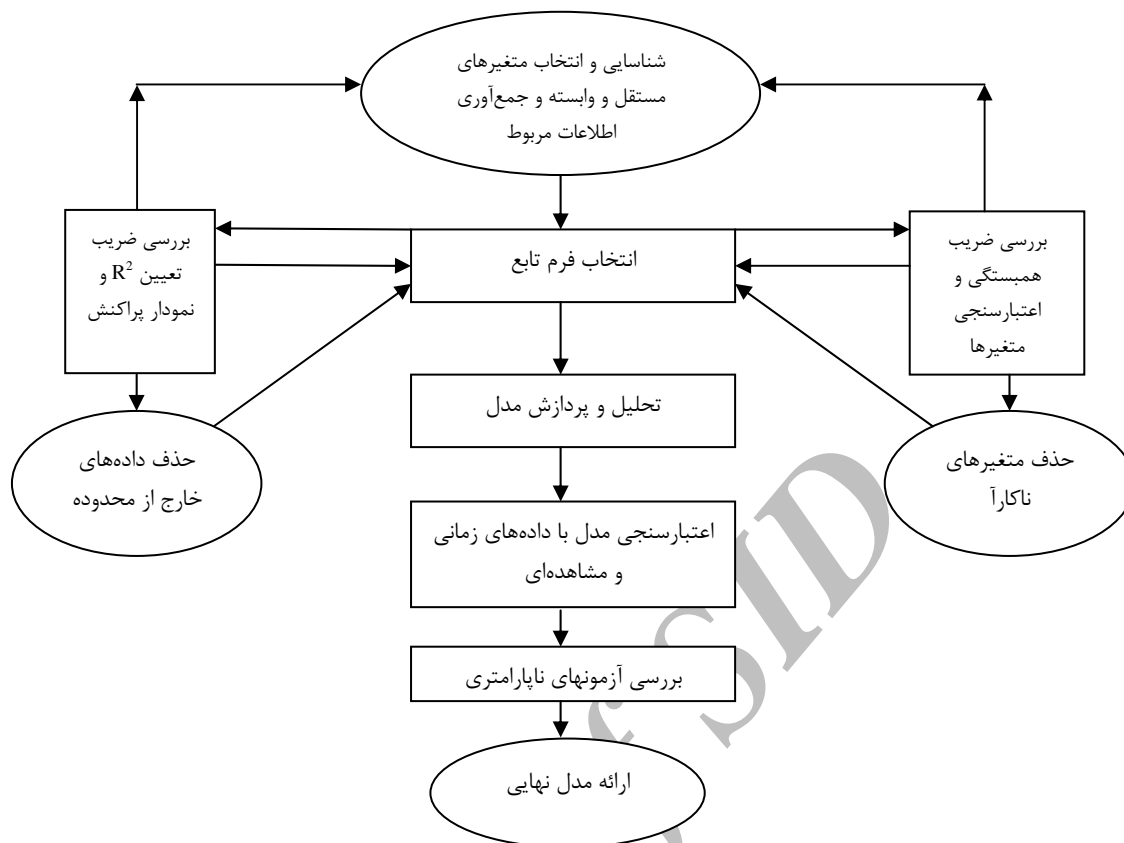 شناسایی و انتخاب متغیرهای
مستقل و وابسته و جمع‌آوری
اطلاعات مربوط
بررسی ضریب
همبستگی و
اعتبارسنجی
متغیرها
انتخاب فرم تابع
بررسی ضریب
تعیین R² و
نمودار پراکنش
حذف متغیرهای
ناکارآ
تحلیل و پردازش مدل
حذف داده‌های
خارج از محدوده
اعتبارسنجی مدل با داده‌های زمانی
و مشاهده‌ای
بررسی آزمونهای ناپارامتری
ارائه مدل نهایی
f SID